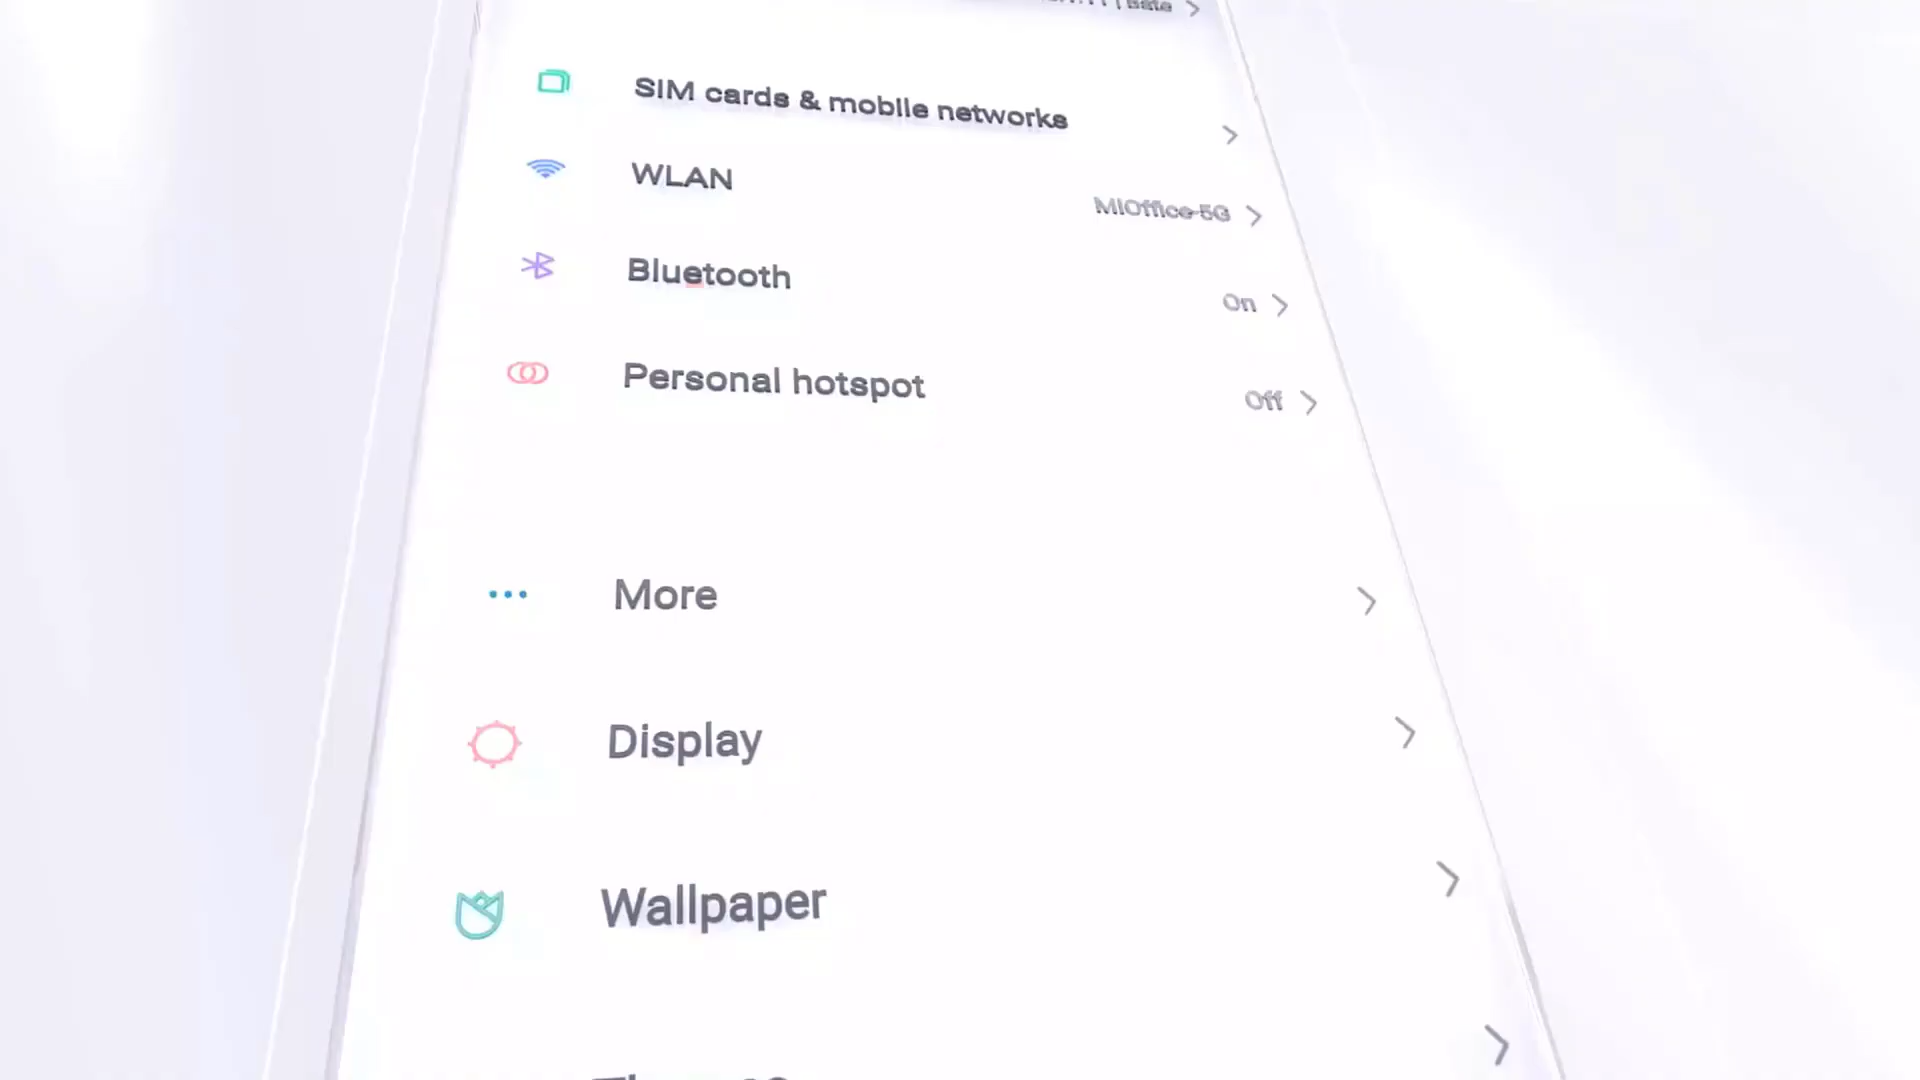 SIM cards & mobile networks
WLAN
MIOffice-5G
Bluetooth
On
Personal hotspot
Off
More
Display
Wallpaper